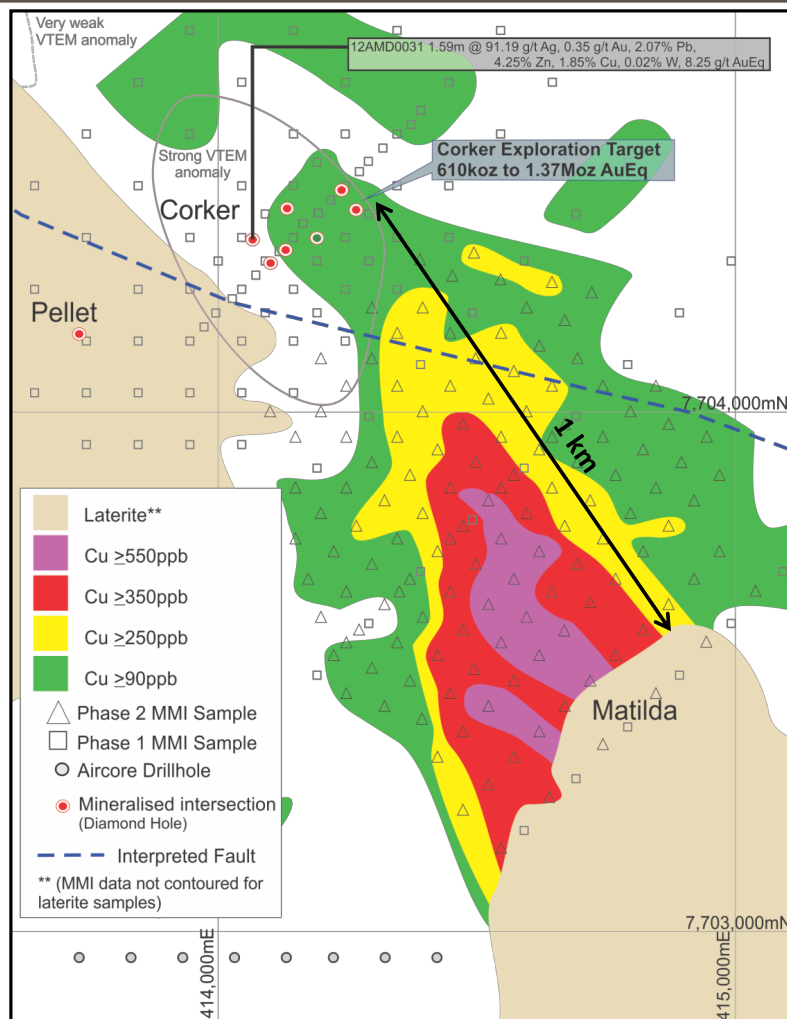 Very weak
VTEM anomaly
12AMD0031 1.59m @ 91.19 g/t Ag, 0.35 g/t Au, 2.07% Pb,
4.25% Zn, 1.85% Cu, 0.02% W, 8.25 g/t AuEq
Corker Exploration Target
610koz to 1.37Moz AuEq
Strong VTEM
anomaly
Corker
Pellet
7,704,000mN
1 km
Laterite**
Cu ≥550ppb
Cu ≥350ppb
Cu ≥250ppb
Cu ≥90ppb
Phase 2 MMI Sample
Phase 1 MMI Sample
Aircore Drillhole
Mineralised intersection
(Diamond Hole)
Interpreted Fault
** (MMI data not contoured for
laterite samples)
Matilda
7,703,000mN
414,000mE
415,000mE